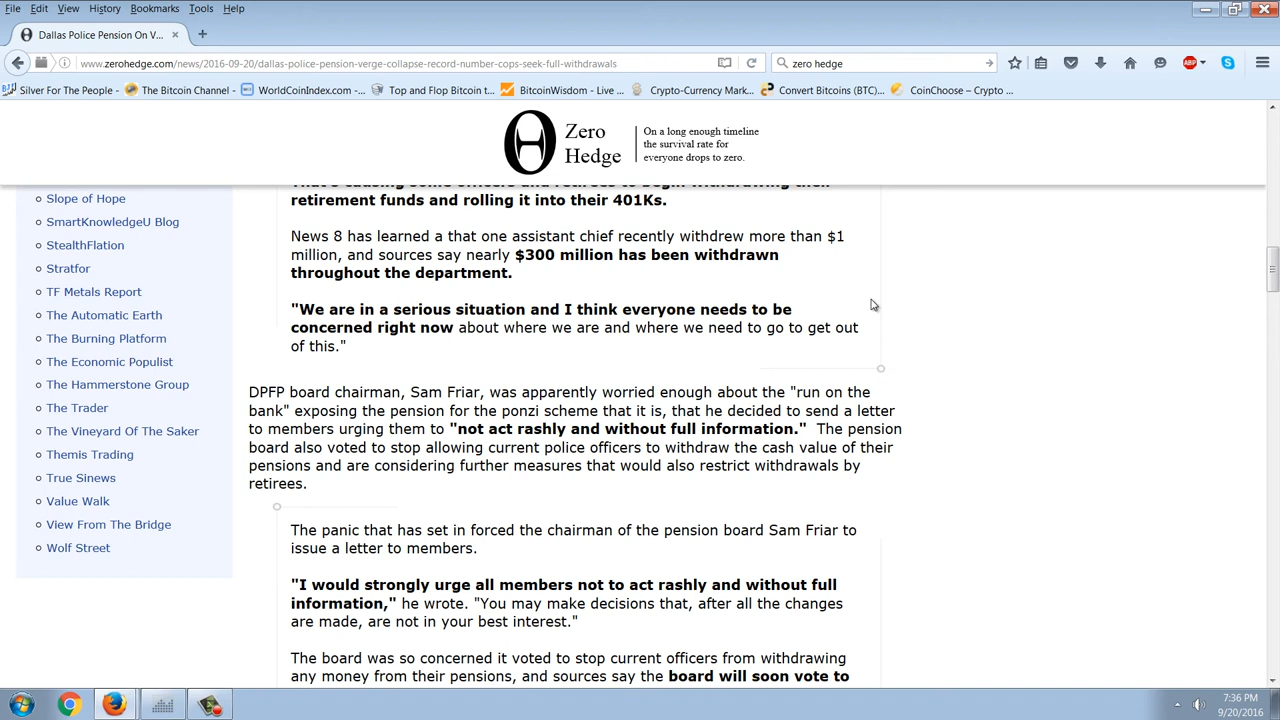 File Edit View History Bookmarks Tools Help
Dallas Police Pension On V...
www.zerohedge.com/news/2016-09-20/dallas-police-pension-verge-collapse-record-number-cops-seek-full-withdrawals
zero hedge
ABP
Silver For The People - ... The Bitcoin Channel - ... WorldCoinIndex.com -... Top and Flop Bitcoin t... BitcoinWisdom - Live ... Crypto-Currency Mark... Convert Bitcoins (BTC)... CoinChoose – Crypto ...
Zero
Hedge
On a long enough timeline
the survival rate for
everyone drops to zero.
Slope of Hope
SmartKnowledgeU Blog
StealthFlation
Stratfor
TF Metals Report
The Automatic Earth
The Burning Platform
The Economic Populist
The Hammerstone Group
The Trader
The Vineyard Of The Saker
Themis Trading
True Sinews
Value Walk
View From The Bridge
Wolf Street
That's causing some officers and retirees to begin withdrawing their
retirement funds and rolling it into their 401Ks.
News 8 has learned a that one assistant chief recently withdrew more than $1
million, and sources say nearly $300 million has been withdrawn
throughout the department.
"We are in a serious situation and I think everyone needs to be
concerned right now about where we are and where we need to go to get out
of this."
DPFP board chairman, Sam Friar, was apparently worried enough about the "run on the
bank" exposing the pension for the ponzi scheme that it is, that he decided to send a letter
to members urging them to "not act rashly and without full information." The pension
board also voted to stop allowing current police officers to withdraw the cash value of their
pensions and are considering further measures that would also restrict withdrawals by
retirees.
The panic that has set in forced the chairman of the pension board Sam Friar to
issue a letter to members.
"I would strongly urge all members not to act rashly and without full
information," he wrote. "You may make decisions that, after all the changes
are made, are not in your best interest."
The board was so concerned it voted to stop current officers from withdrawing
any money from their pensions, and sources say the board will soon vote to
7:36 PM
9/20/2016